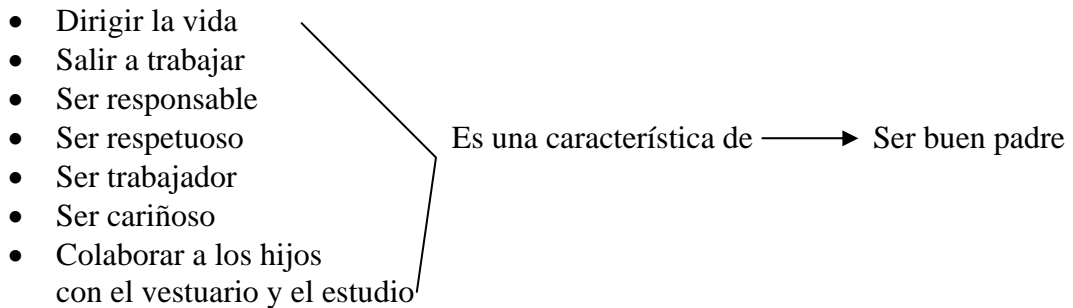 • Dirigir la vida
• Salir a trabajar
• Ser responsable
• Ser respetuoso
Es una característica de
Ser buen padre
• Ser trabajador
• Ser cariñoso
• Colaborar a los hijos
con el vestuario y el estudio